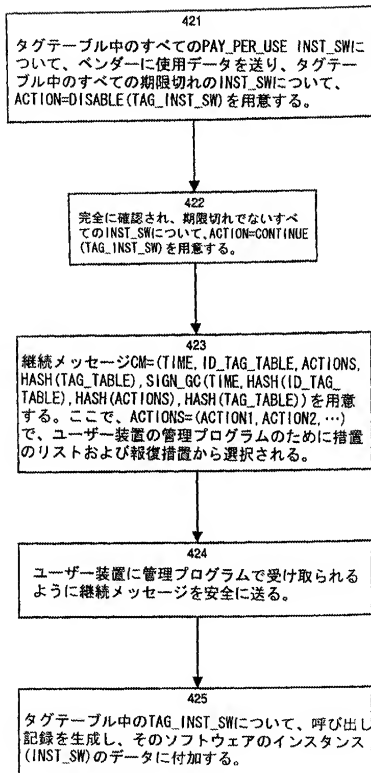 421
タグテーブル中のすべてのPAY_PER_USE INST_SWに
ついて、ベンダーに使用データを送り、タグテー
ブル中のすべての期限切れのINST_SWについて、
ACTION=DISABLE(TAG_INST_SW)を用意する。
422
完全に確認され、期限切れでないすべ
てのINST_SWについて、ACTION=CONTINUE
(TAG_INST_SW)を用意する。
423
継続メッセージCM=(TIME, ID_TAG_TABLE, ACTIONS,
HASH(TAG_TABLE), SIGN_GC(TIME, HASH(ID_TAG_
TABLE), HASH(ACTIONS), HASH(TAG_TABLE))を用意
する。ここで、ACTIONS=(ACTION1, ACTION2, …)
で、ユーザー装置の管理プログラムのために措置
のリストおよび報復措置から選択される。
424
ユーザー装置に管理プログラムで受け取られる
ように継続メッセージを安全に送る。
425
タグテーブル中のTAG_INST_SWについて、呼び出し
記録を生成し、そのソフトウェアのインスタンス
(INST_SW)のデータに付加する。